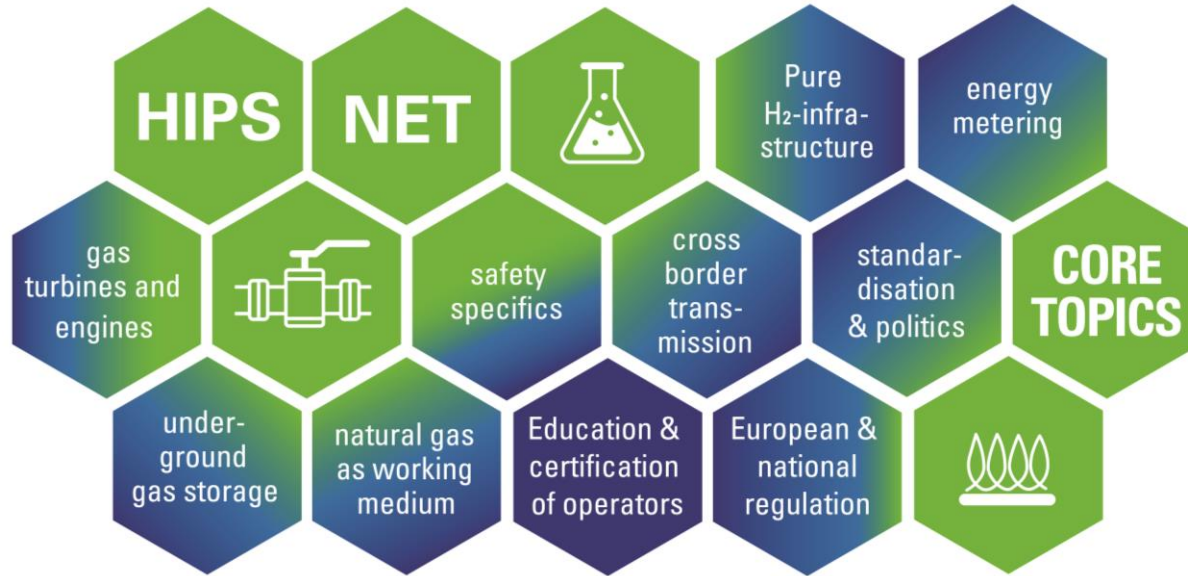 HIPS
NET
Pure
H₂-infra-
structure
energy
metering
gas
turbines and
engines
safety
specifics
cross
border
trans-
mission
standar-
disation
& politics
CORE
TOPICS
under-
ground
gas storage
natural gas
as working
medium
Education &
certification
of operators
European &
national
regulation